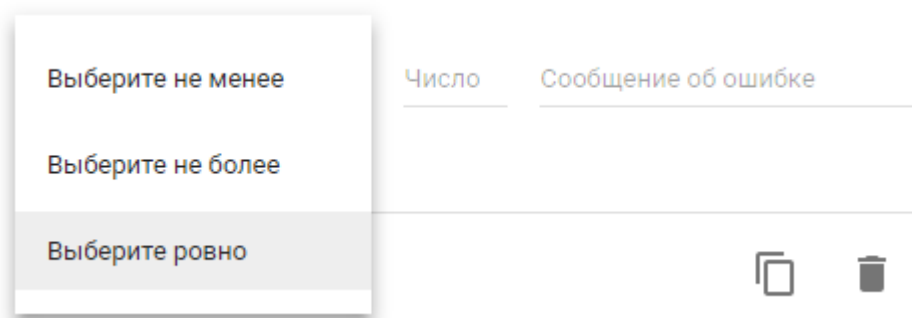 Выберите не менее
Число
Сообщение об ошибке
Выберите не более
Выберите ровно